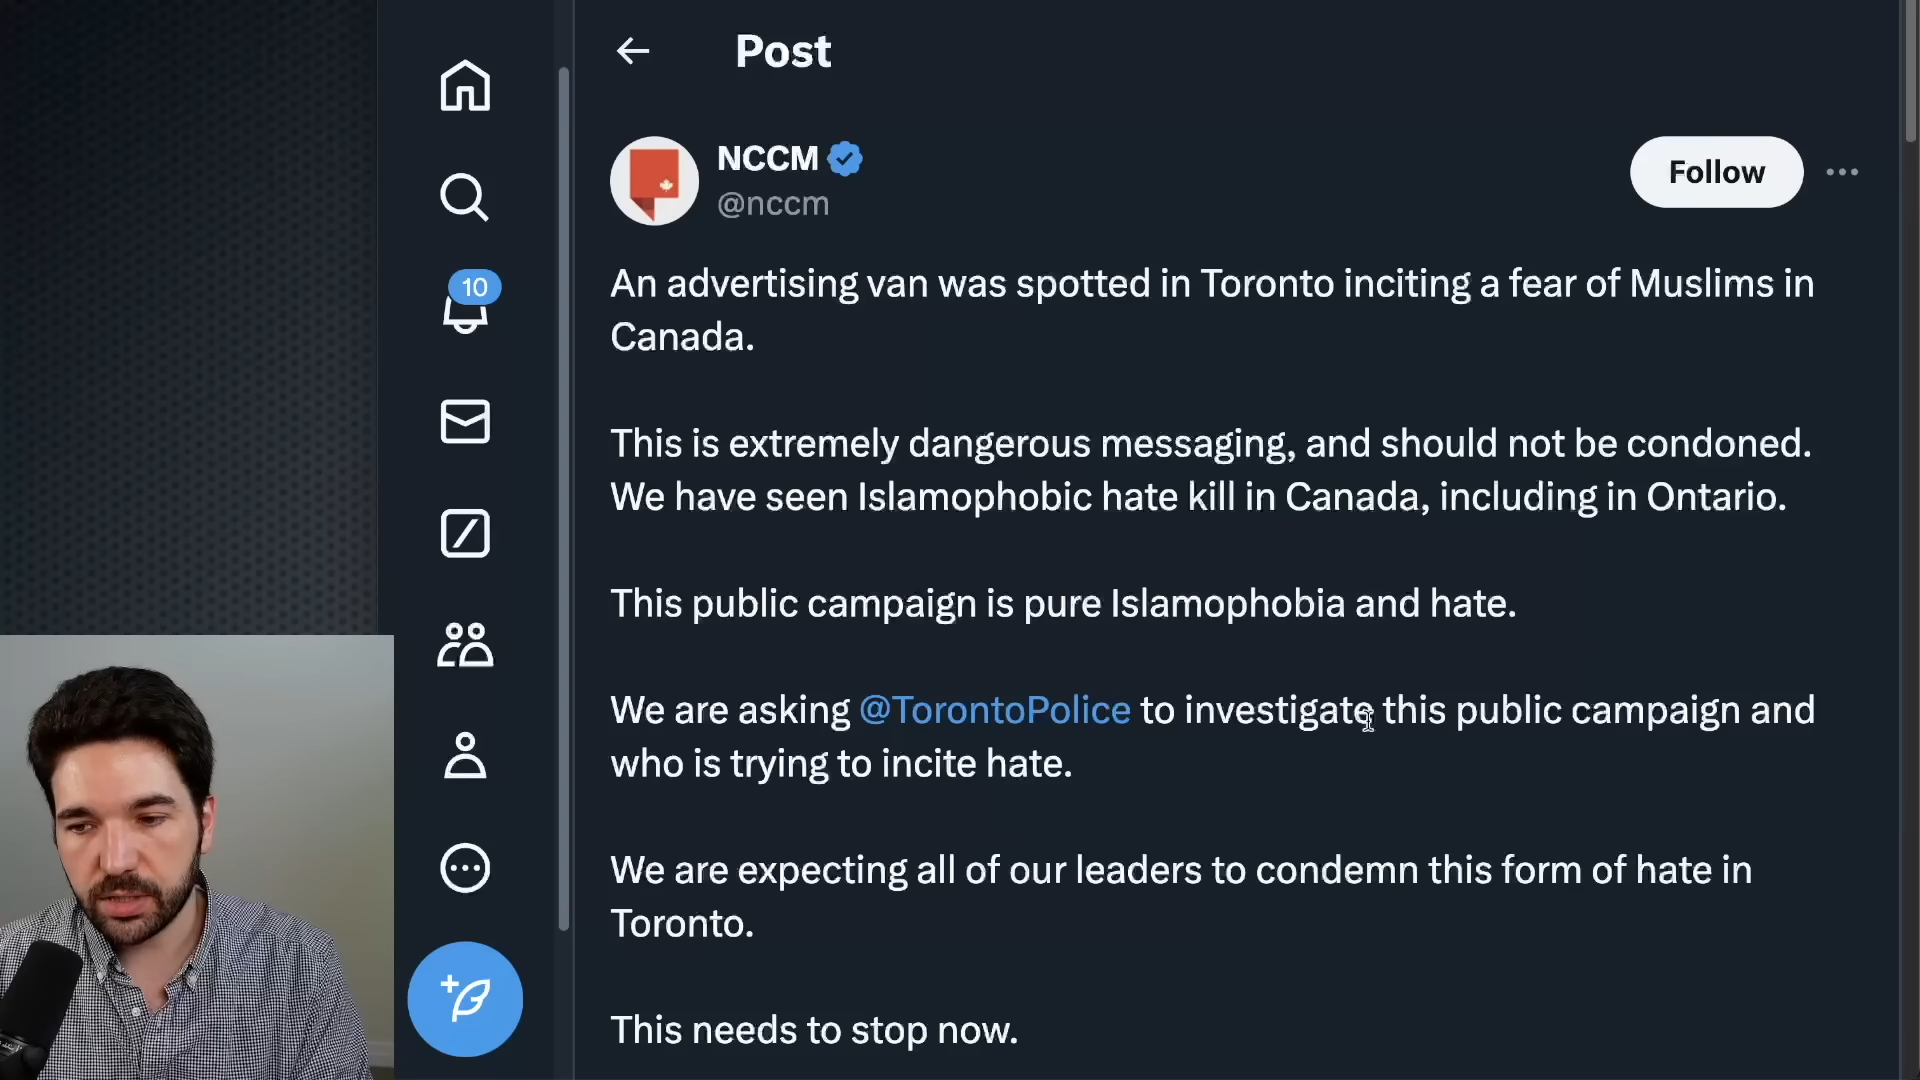 Post
NCCM
@nccm
Follow
10
An advertising van was spotted in Toronto inciting a fear of Muslims in
Canada.
This is extremely dangerous messaging, and should not be condoned.
We have seen Islamophobic hate kill in Canada, including in Ontario.
This public campaign is pure Islamophobia and hate.
We are asking @TorontoPolice to investigate this public campaign and
who is trying to incite hate.
We are expecting all of our leaders to condemn this form of hate in
Toronto.
This needs to stop now.